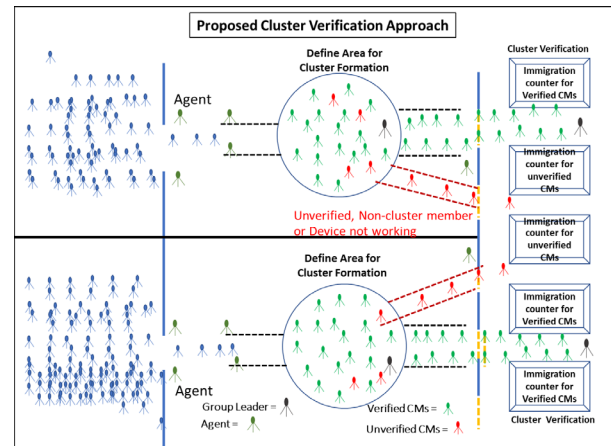 Proposed Cluster Verification Approach
Define Area for
Cluster Formation
Cluster Verification
Agent
Immigration
counter for
Verified CMs
Immigration
counter for
unverified
CMs
Unverified, Non-cluster member
or Device not working
Immigration
counter for
unverified
CMs
Define Area for
Cluster Formation
Immigration
counter for
Verified CMs
Agent
Immigration
counter for
Verified CMs
Group Leader =
Agent =
Verified CMs =
Unverified CMs =
Cluster Verification